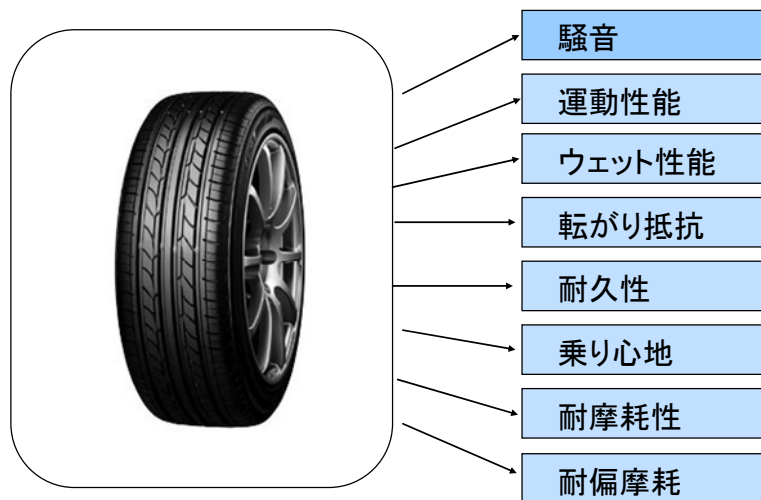 騒音
運動性能
ウェット性能
転がり抵抗
耐久性
乗り心地
耐摩耗性
耐偏摩耗